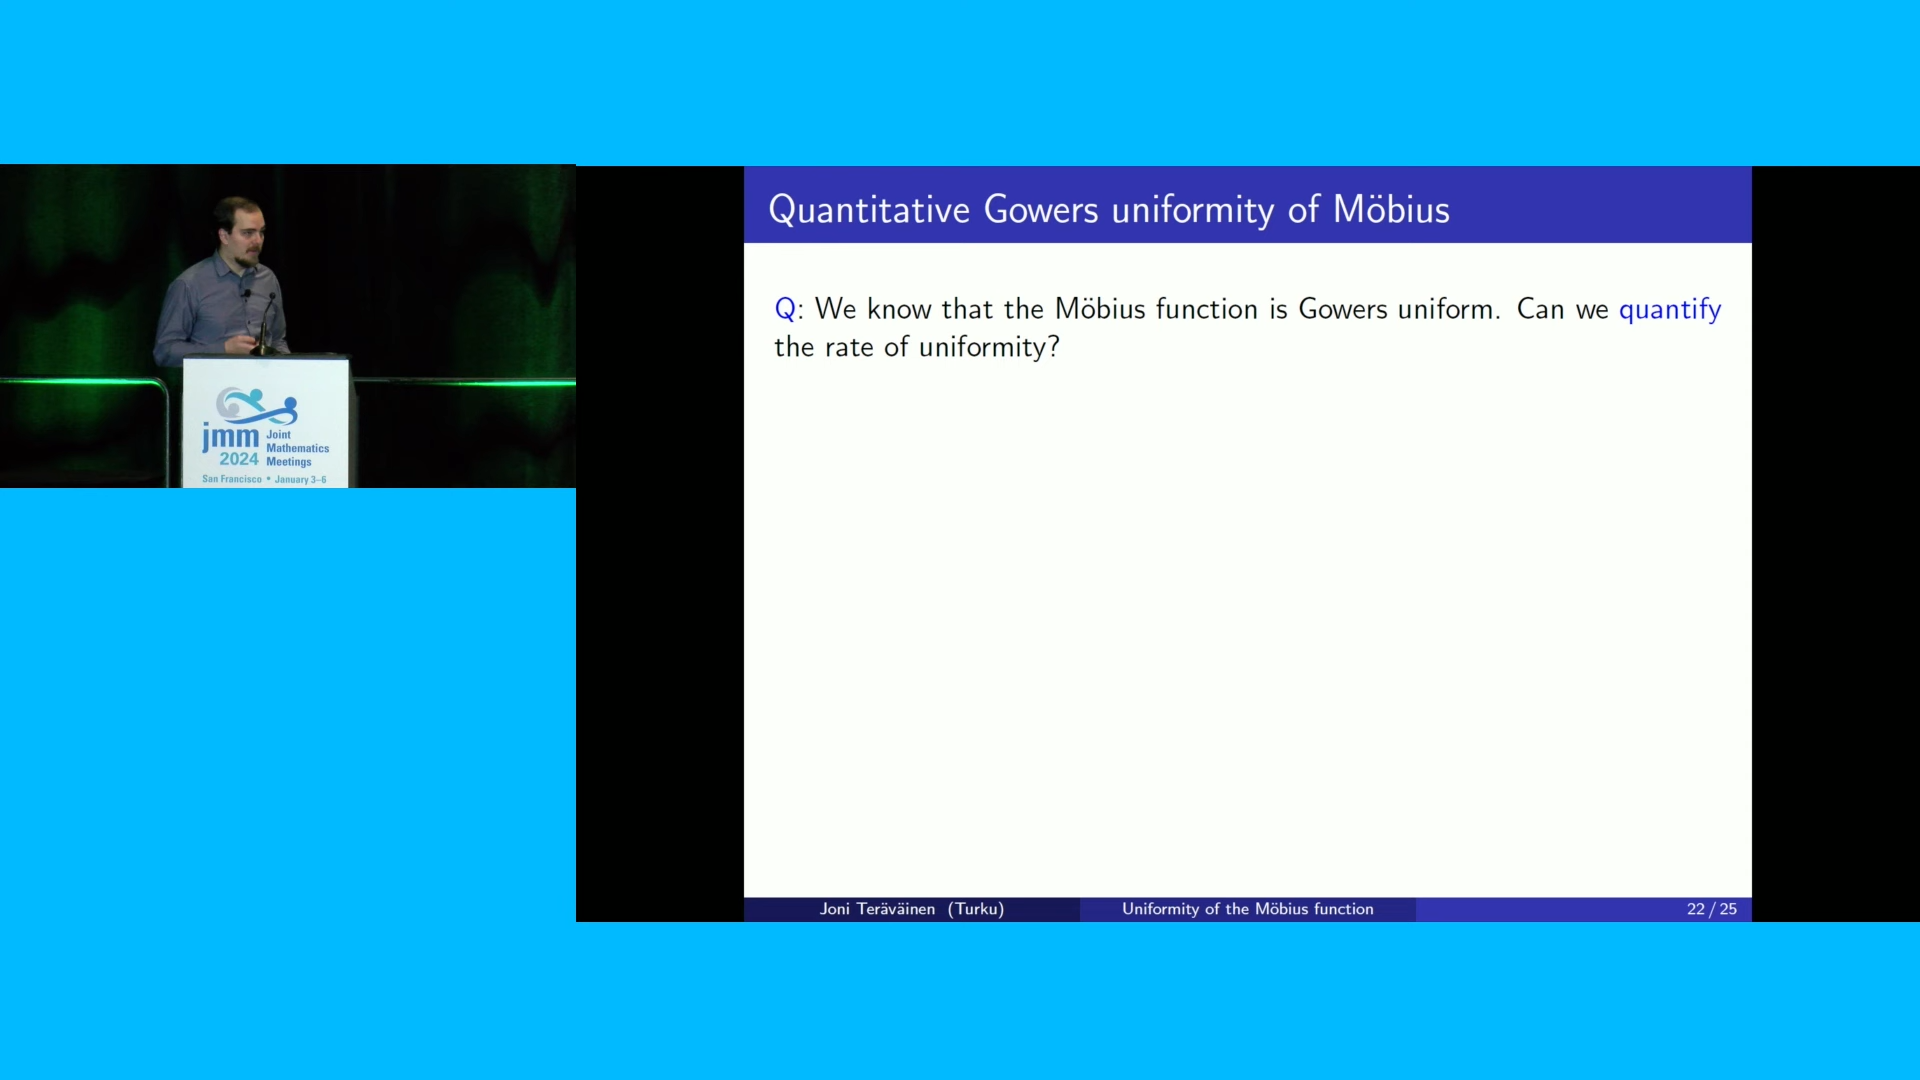 Quantitative Gowers uniformity of Möbius
Q: We know that the Möbius function is Gowers uniform. Can we quantify
the rate of uniformity?
Joni Teräväinen (Turku)
Uniformity of the Möbius function
22 / 25
jmm
2024
Joint
Mathematics
Meetings
San Francisco • January 3–6